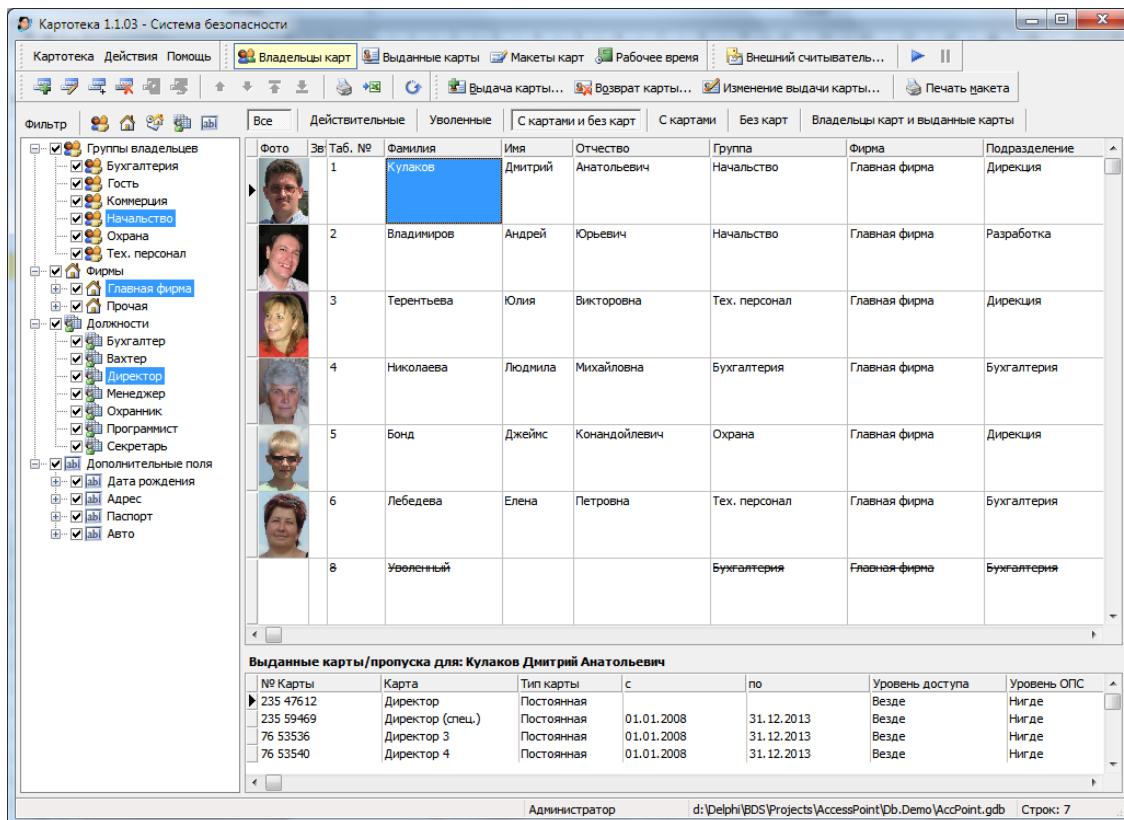 Картотека 1.1.03 - Система безопасности
Картотека Действия Помощь Владельцы карт Выданные карты Макеты карт Рабочее время Внешний считыватель...
Выдача карты... Возврат карты... Изменение выдачи карты... Печать макета
Фильтр abl Все Действительные Уволенные С картами и без карт С картами Без карт Владельцы карт и выданные карты
Группы владельцев
Бухгалтерия
Гость
Коммерция
Начальство
Охрана
Тех. персонал
Фирмы
Главная фирма
Прочая
Должности
Бухгалтер
Вахтер
Директор
Менеджер
Охранник
Программист
Секретарь
abl Дополнительные поля
abl Дата рождения
abl Адрес
abl Паспорт
abl Авто
Фото Зв Таб. № Фамилия Имя Отчество Группа Фирма Подразделение
1 Кулаков Дмитрий Анатольевич Начальство Главная фирма Дирекция
2 Владимиров Андрей Юрьевич Начальство Главная фирма Разработка
3 Терентьева Юлия Викторовна Тех. персонал Главная фирма Дирекция
4 Николаева Людмила Михайловна Бухгалтерия Главная фирма Бухгалтерия
5 Бонд Джеймс Конандойлевич Охрана Главная фирма Дирекция
6 Лебедева Елена Петровна Тех. персонал Главная фирма Бухгалтерия
8 Уволенный Бухгалтерия Главная фирма Бухгалтерия
Выданные карты/пропуска для: Кулаков Дмитрий Анатольевич
№ Карты Карта Тип карты с по Уровень доступа Уровень ОПС
235 47612 Директор Постоянная Везде Нигде
235 59469 Директор (спец.) Постоянная 01.01.2008 31.12.2013 Везде Нигде
76 53536 Директор 3 Постоянная 01.01.2008 31.12.2013 Везде Нигде
76 53540 Директор 4 Постоянная 01.01.2008 31.12.2013 Везде Нигде
Администратор d:\Delphi\BDS\Projects\AccessPoint\Db.Demo\AccPoint.gdb Строк: 7